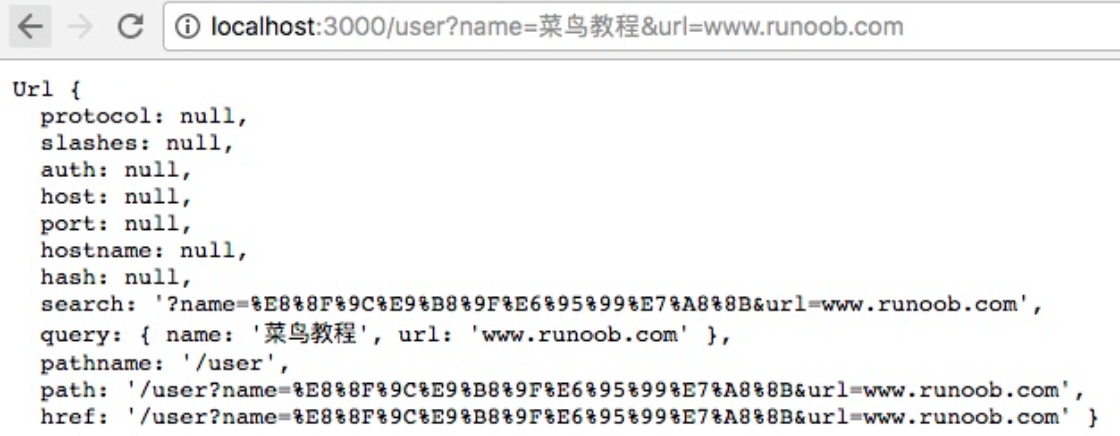 localhost:3000/user?name=菜鸟教程&url=www.runoob.com
Url {
  protocol: null,
  slashes: null,
  auth: null,
  host: null,
  port: null,
  hostname: null,
  hash: null,
  search: '?name=%E8%8F%9C%E9%B8%9F%E6%95%99%E7%A8%8B&url=www.runoob.com',
  query: { name: '菜鸟教程', url: 'www.runoob.com' },
  pathname: '/user',
  path: '/user?name=%E8%8F%9C%E9%B8%9F%E6%95%99%E7%A8%8B&url=www.runoob.com',
  href: '/user?name=%E8%8F%9C%E9%B8%9F%E6%95%99%E7%A8%8B&url=www.runoob.com' }